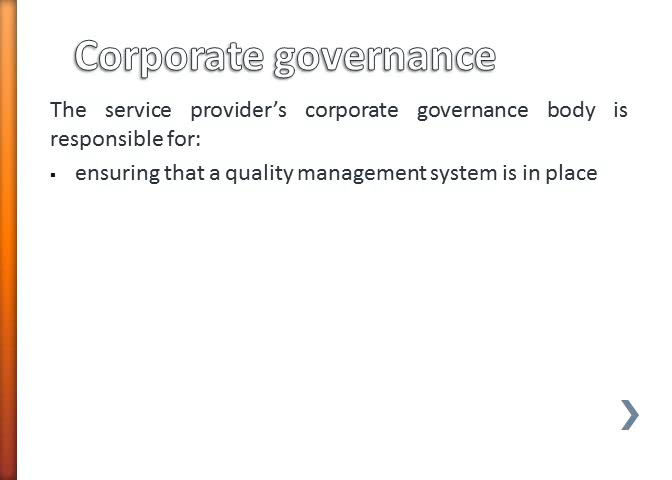 Corporate governance
The service provider’s corporate governance body is
responsible for:
▪ ensuring that a quality management system is in place